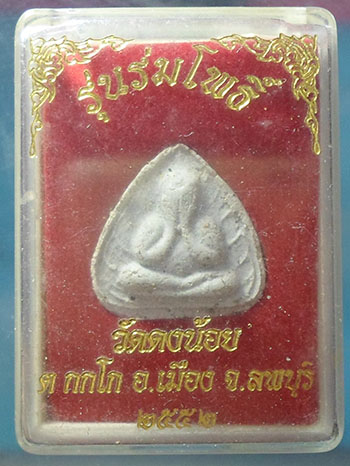 รุ่นร่มโพธิ์
วัดดงน้อย
ต กกโก อ.เมือง จ.ลพบุรี
๒๕๕๒